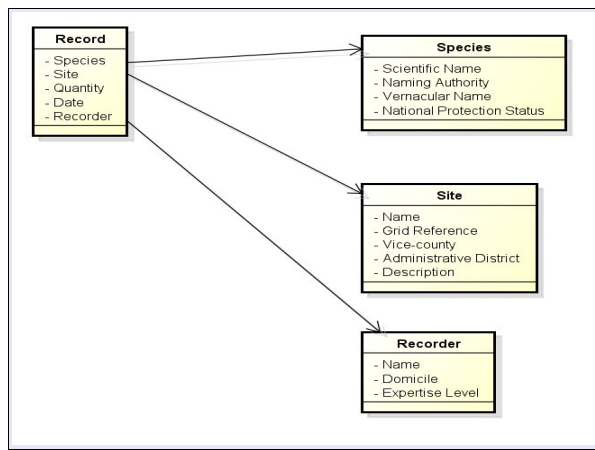 Record
- Species
- Site
- Quantity
- Date
- Recorder
Species
- Scientific Name
- Naming Authority
- Vernacular Name
- National Protection Status
Site
- Name
- Grid Reference
- Vice-county
- Administrative District
- Description
Recorder
- Name
- Domicile
- Expertise Level